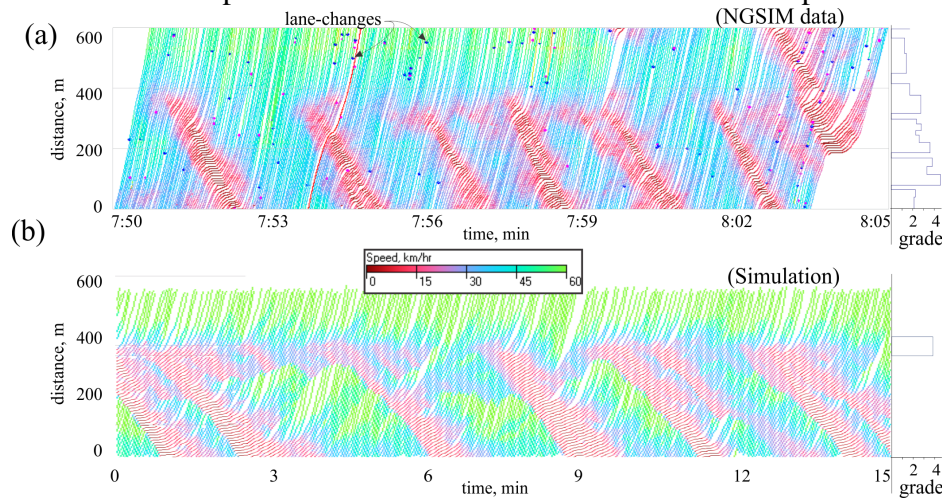 lane-changes
(NGSIM data)
(a)
600
400
200
0
distance, m
7:50
7:53
7:56
7:59
8:02
8:05
time, min
2 4
grade
(b)
Speed, km/hr
0 15 30 45 60
(Simulation)
600
400
200
0
distance, m
0
3
6
9
12
15
time, min
2 4
grade